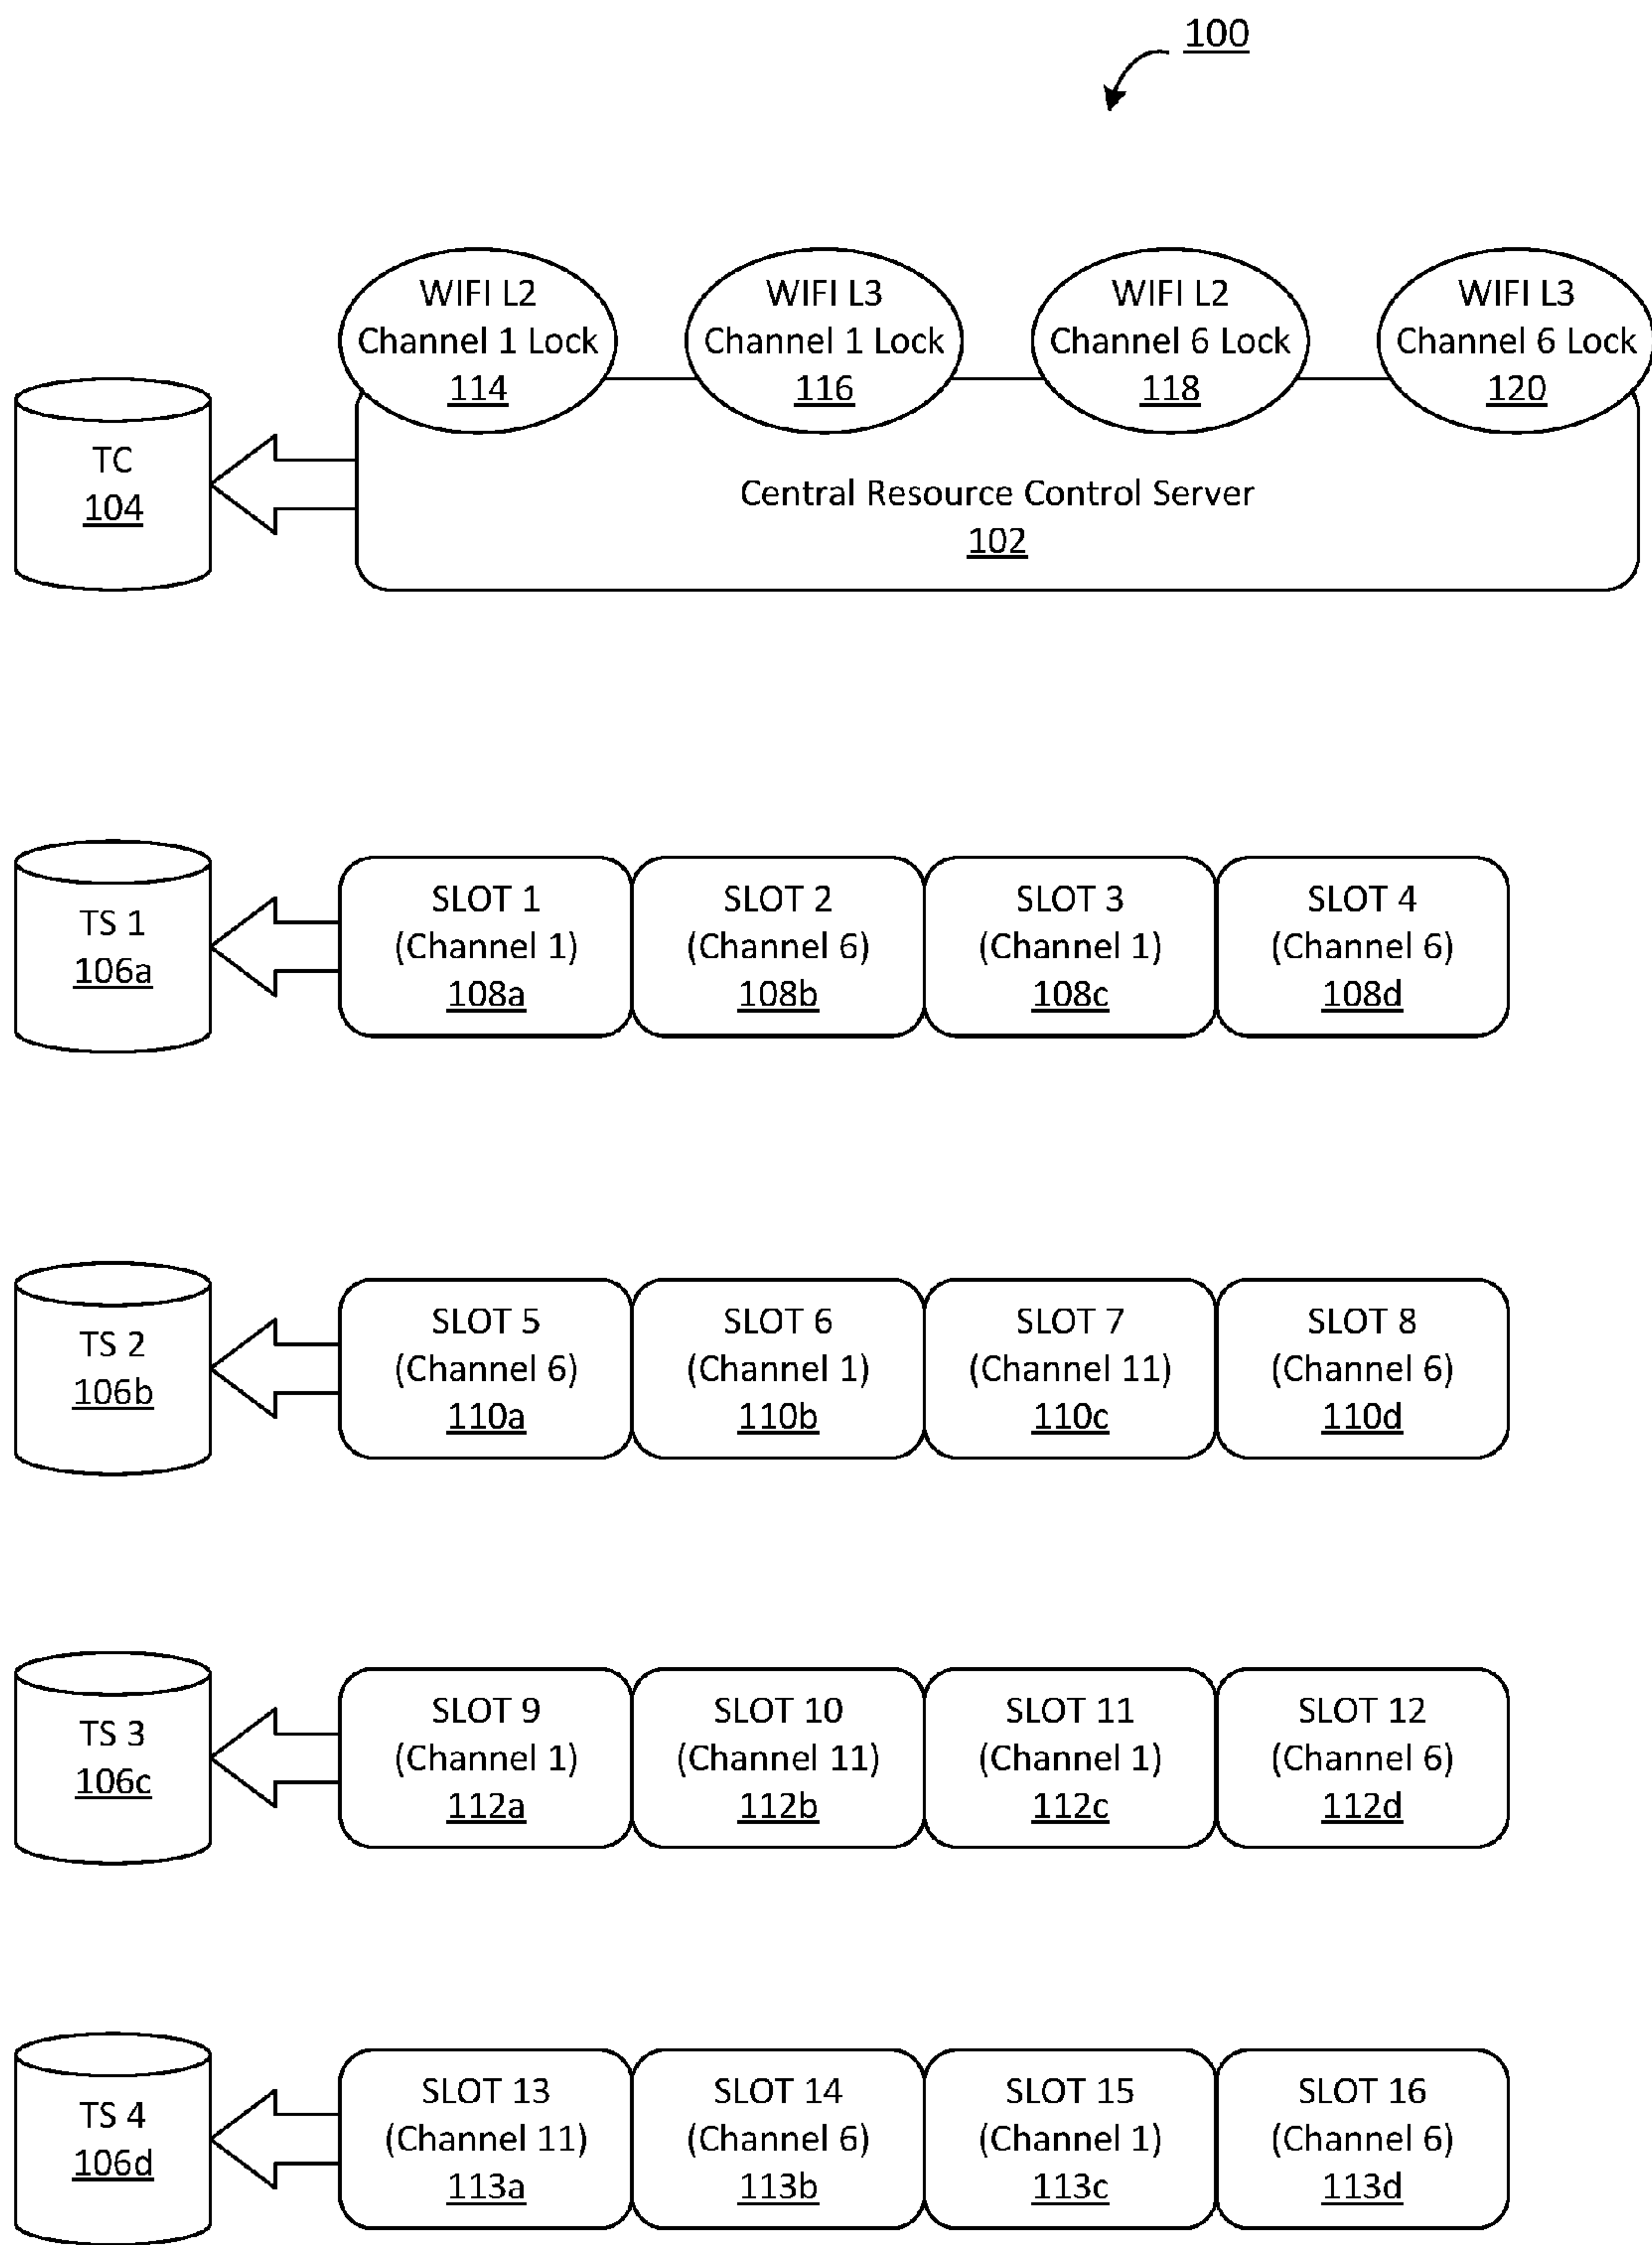 100
WIFI L2
Channel 1 Lock
114
WIFI L3
Channel 1 Lock
116
WIFI L2
Channel 6 Lock
118
WIFI L3
Channel 6 Lock
120
TC
104
Central Resource Control Server
102
TS 1
106a
SLOT 1
(Channel 1)
108a
SLOT 2
(Channel 6)
108b
SLOT 3
(Channel 1)
108c
SLOT 4
(Channel 6)
108d
TS 2
106b
SLOT 5
(Channel 6)
110a
SLOT 6
(Channel 1)
110b
SLOT 7
(Channel 11)
110c
SLOT 8
(Channel 6)
110d
TS 3
106c
SLOT 9
(Channel 1)
112a
SLOT 10
(Channel 11)
112b
SLOT 11
(Channel 1)
112c
SLOT 12
(Channel 6)
112d
TS 4
106d
SLOT 13
(Channel 11)
113a
SLOT 14
(Channel 6)
113b
SLOT 15
(Channel 1)
113c
SLOT 16
(Channel 6)
113d